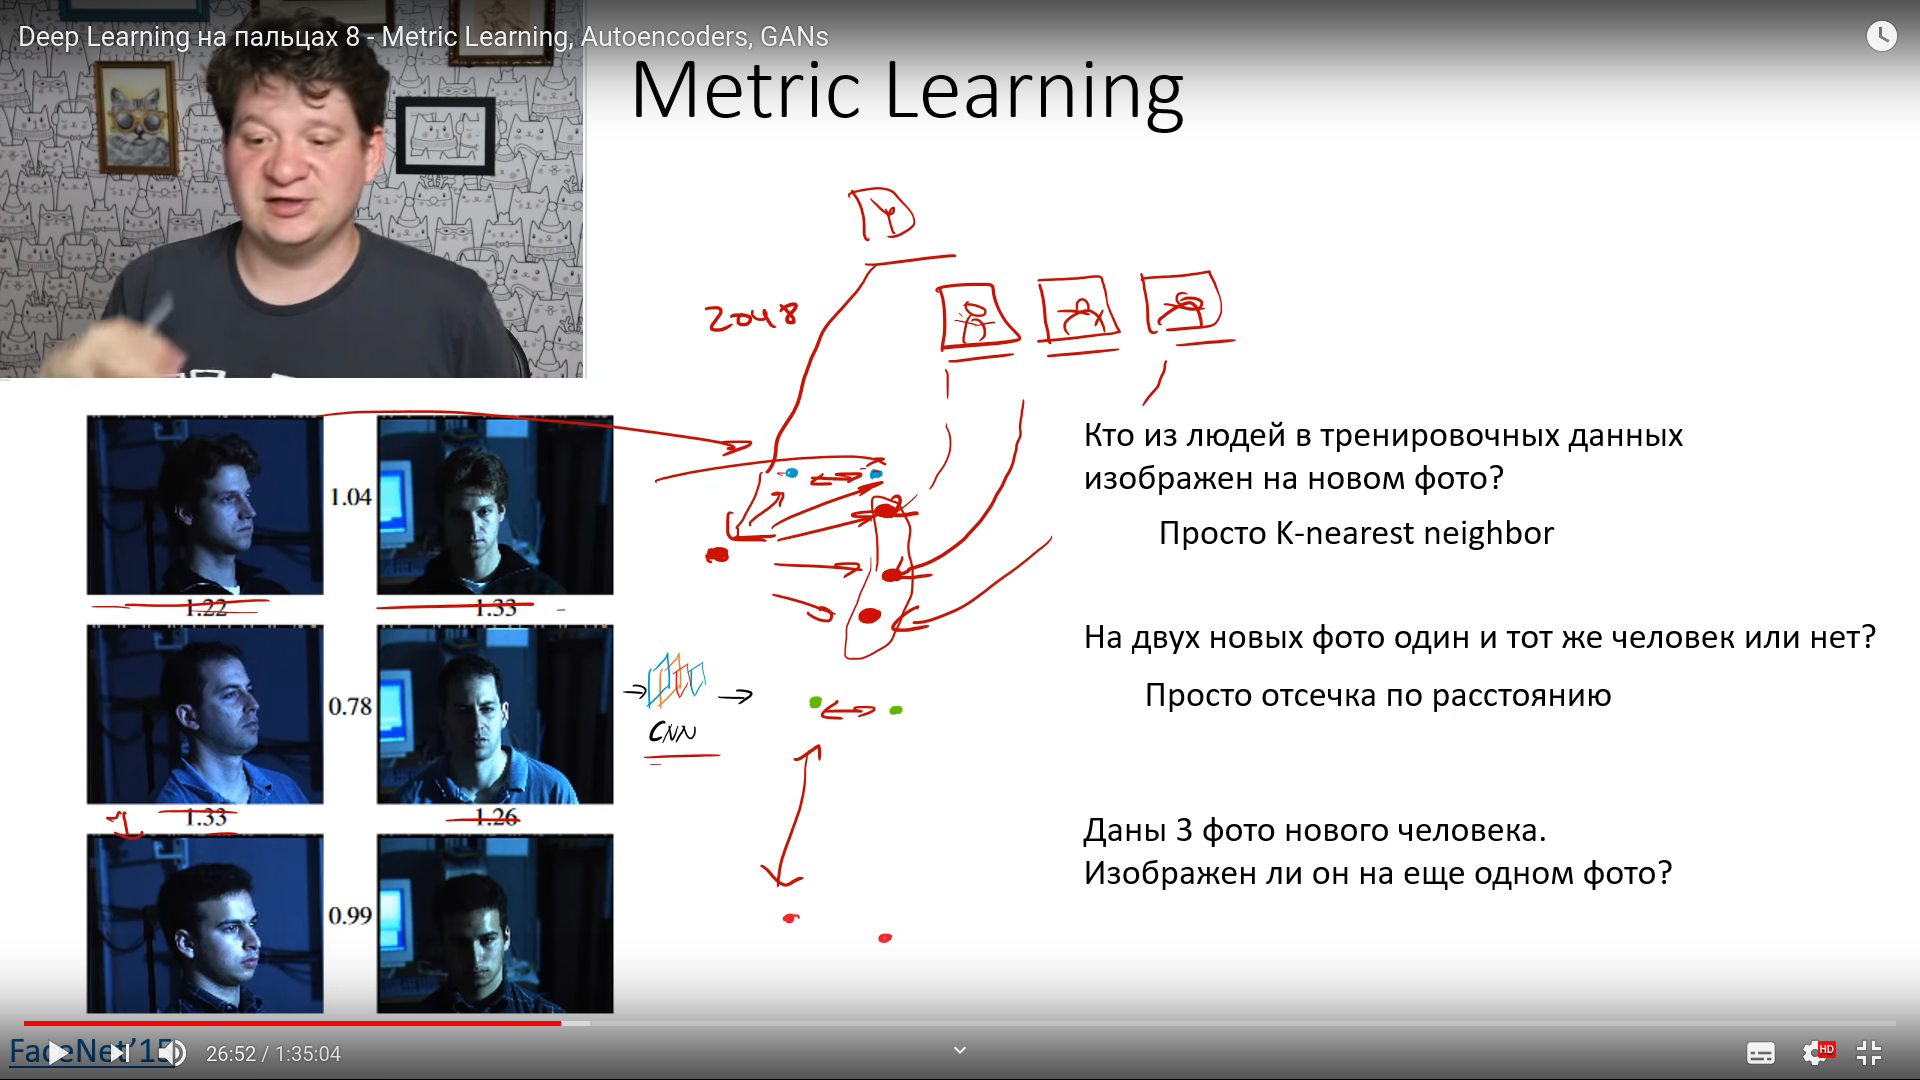 Deep Learning на пальцах 8 - Metric Learning, Autoencoders, GANs
Metric Learning
2048
1.04
1.22
1.33
0.78
1.33
1.26
0.99
CNN
Кто из людей в тренировочных данных
изображен на новом фото?
Просто K-nearest neighbor
На двух новых фото один и тот же человек или нет?
Просто отсечка по расстоянию
Даны 3 фото нового человека.
Изображен ли он на еще одном фото?
FaceNet’15
26:52 / 1:35:04
HD